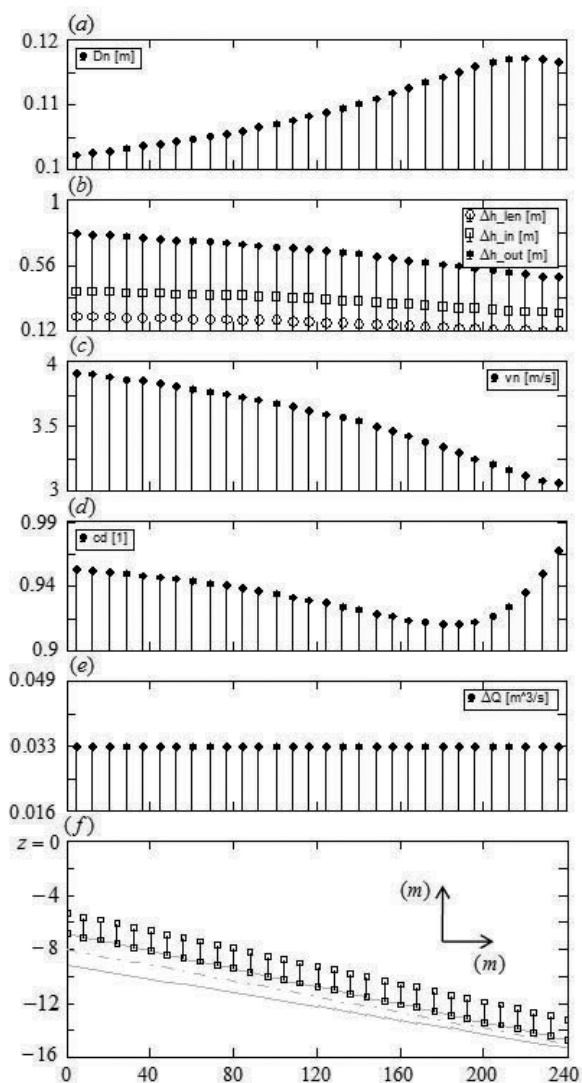 (a)
0.12
Dn [m]
0.11
0.1
(b)
1
Δh_len [m]
Δh_in [m]
0.56
Δh_out [m]
0.12
(c)
4
vn [m/s]
3.5
3
(d)
0.99
cd [1]
0.94
0.9
(e)
0.049
ΔQ [m^3/s]
0.033
0.016
(f)
z = 0
−4
(m)
−8
(m)
−12
−16
0 40 80 120 160 200 240